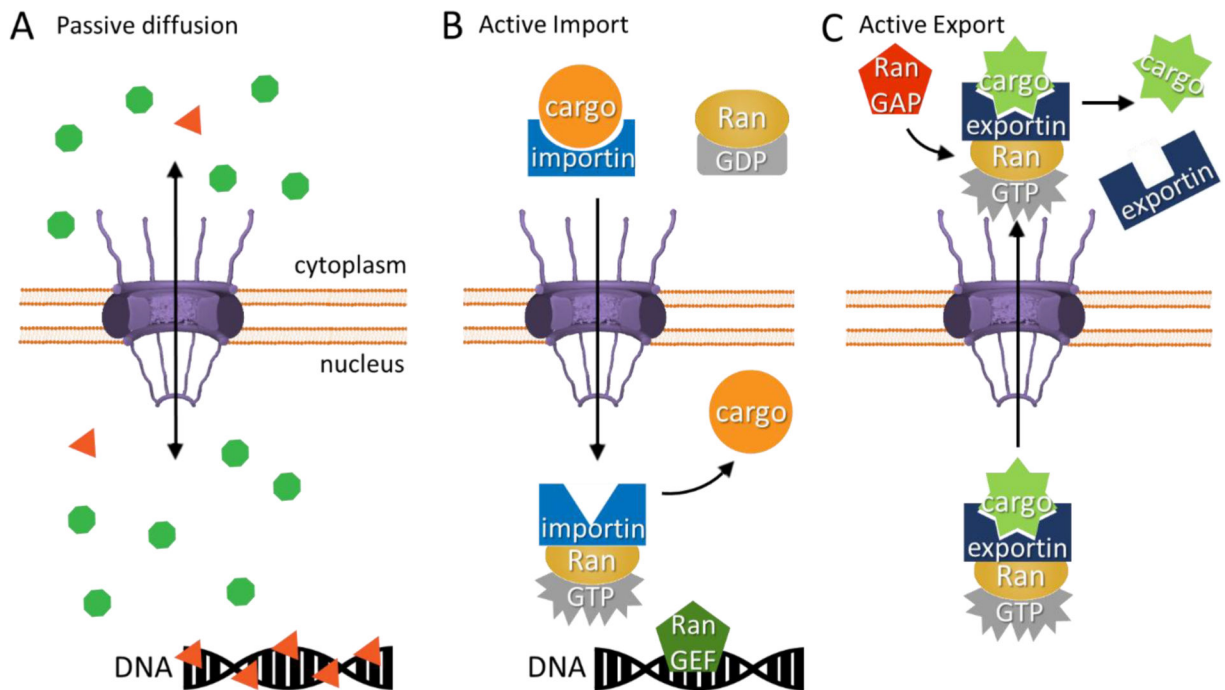 A Passive diffusion
cytoplasm
nucleus
DNA
B Active Import
cargo
importin
Ran
GDP
cargo
importin
Ran
GTP
Ran
GEF
DNA
C Active Export
Ran
GAP
cargo
exportin
Ran
GTP
cargo
exportin
cargo
exportin
Ran
GTP